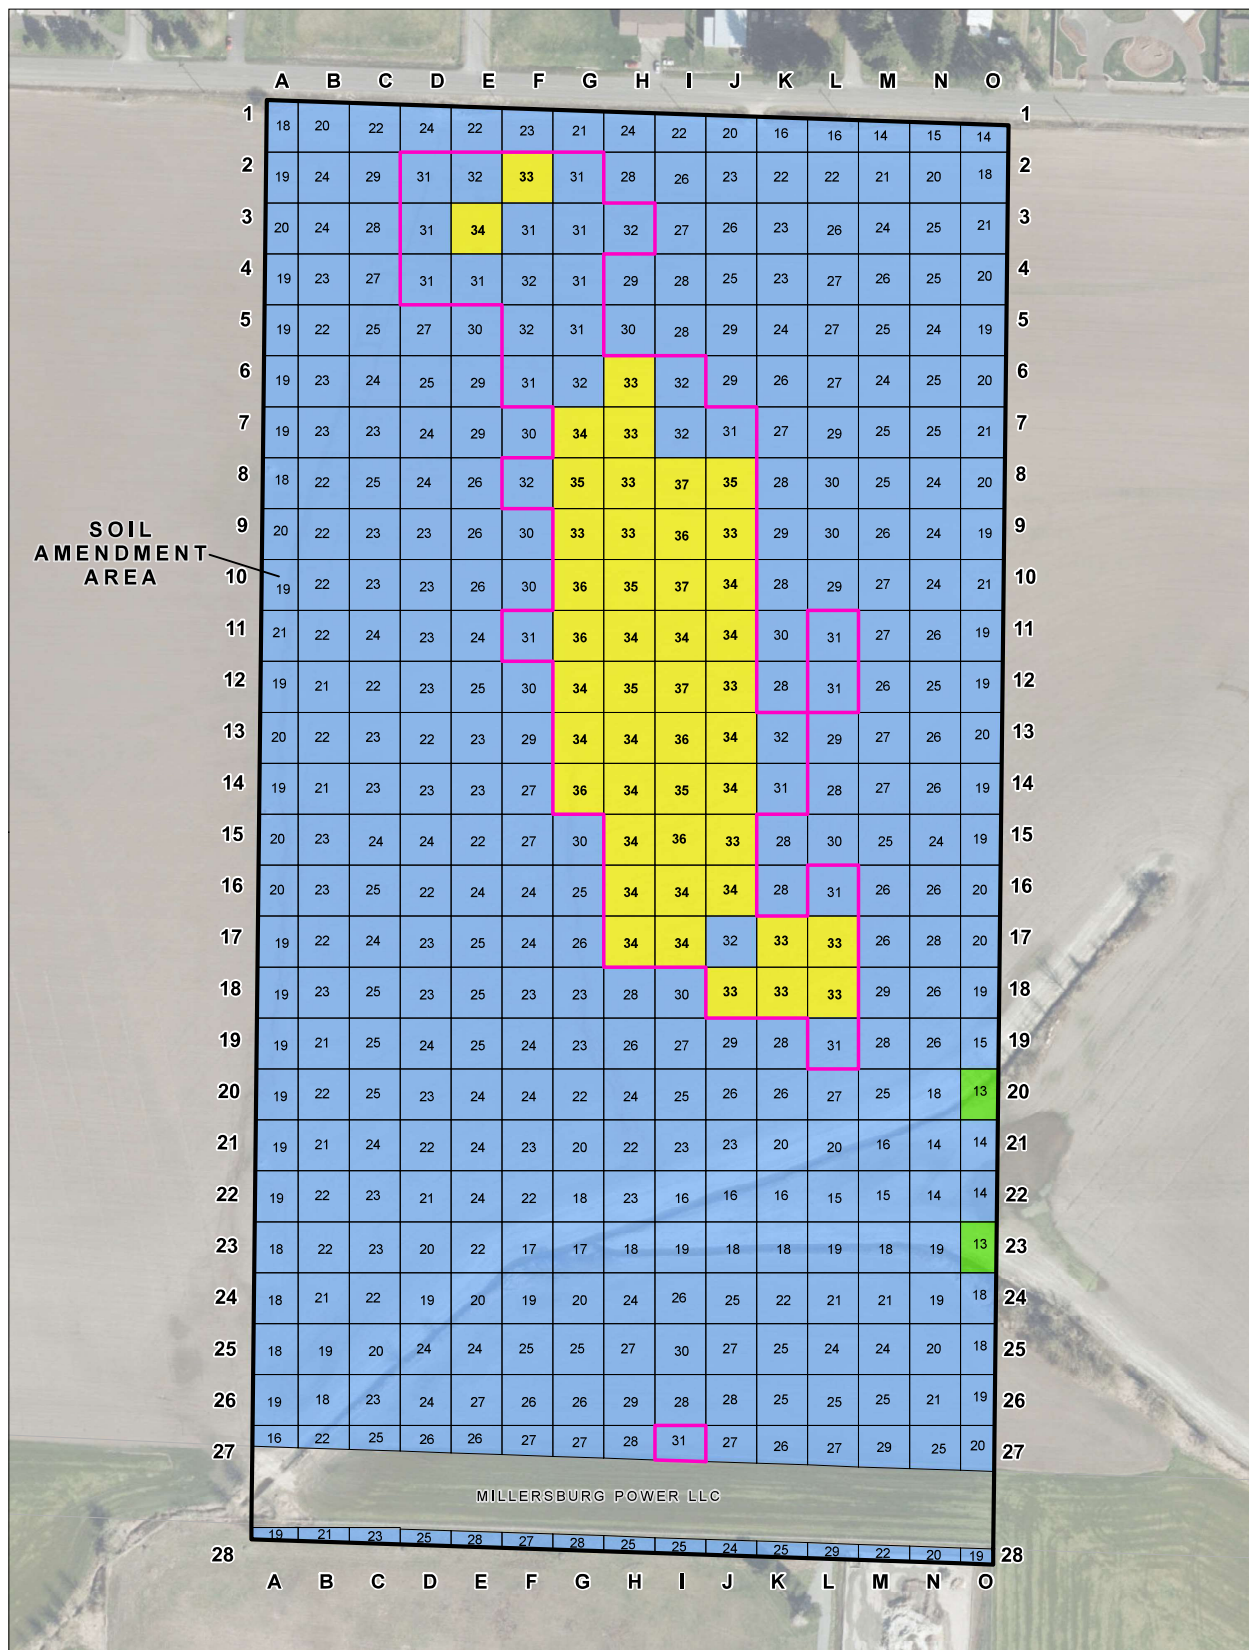 A B C D E F G H I J K L M N O
1 18 20 22 24 22 23 21 24 22 20 16 16 14 15 14 1
2 19 24 29 31 32 33 31 28 26 23 22 22 21 20 18 2
3 20 24 28 31 34 31 31 32 27 26 23 26 24 25 21 3
4 19 23 27 31 31 32 31 29 28 25 23 27 26 25 20 4
5 19 22 25 27 30 32 31 30 28 29 24 27 25 24 19 5
6 19 23 24 25 29 31 32 33 32 29 26 27 24 25 20 6
7 19 23 23 24 29 30 34 33 32 31 27 29 25 25 21 7
8 18 22 25 24 26 32 35 33 37 35 28 30 25 24 20 8
SOIL
AMENDMENT
AREA
9 20 22 23 23 26 30 33 33 36 33 29 30 26 24 19 9
10 19 22 23 23 26 30 36 35 37 34 28 29 27 24 21 10
11 21 22 24 23 24 31 36 34 34 34 30 31 27 26 19 11
12 19 21 22 23 25 30 34 35 37 33 28 31 26 25 19 12
13 20 22 23 22 23 29 34 34 36 34 32 29 27 26 20 13
14 19 21 23 23 23 27 36 34 35 34 31 28 27 26 19 14
15 20 23 24 24 22 27 30 34 36 33 28 30 25 24 19 15
16 20 23 25 22 24 24 25 34 34 34 28 31 26 26 20 16
17 19 22 24 23 25 24 26 34 34 32 33 33 26 28 20 17
18 19 23 25 23 25 23 23 28 30 33 33 33 29 26 19 18
19 19 21 25 24 25 24 23 26 27 29 28 31 28 26 15 19
20 19 22 25 23 24 24 22 24 25 26 26 27 25 18 13 20
21 19 21 24 22 24 23 20 22 23 23 20 20 16 14 14 21
22 19 22 23 21 24 22 18 23 16 16 16 15 15 14 14 22
23 18 22 23 20 22 17 17 18 19 18 18 19 18 19 13 23
24 18 21 22 19 20 19 20 24 26 25 22 21 21 19 18 24
25 18 19 20 24 24 25 25 27 30 27 25 24 24 20 18 25
26 19 18 23 24 27 26 26 29 28 28 25 25 25 21 19 26
27 16 22 25 26 26 27 27 28 31 27 26 27 29 25 20 27
MILLERSBURG POWER LLC
28 19 21 23 25 28 27 28 25 25 24 25 29 22 20 19 28
A B C D E F G H I J K L M N O